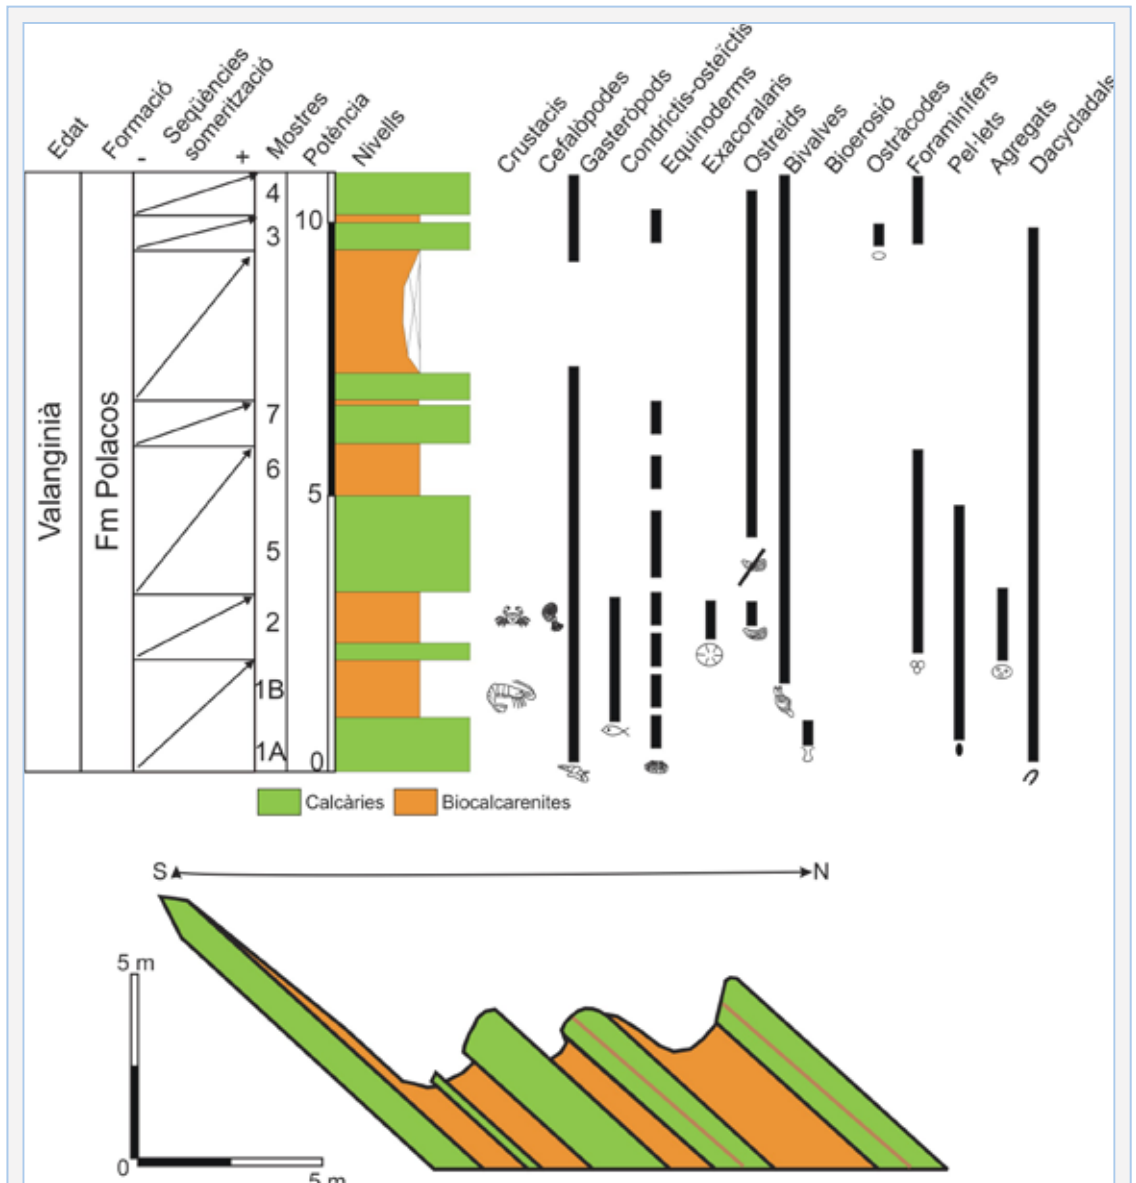 Edat
Formació
Seqüències
somerització
- +
Mostres
Potència
Nivells
Crustacis
Cefalòpodes
Gasteròpods
Condrictis-osteïctis
Equinoderms
Exacoralaris
Ostreids
Bivalves
Bioerosió
Ostràcodes
Foraminífers
Pel·lets
Agregats
Dacycladals
Valanginià
Fm Polacos
4
3
7
6
5
2
1B
1A
10
5
0
Calcàries
Biocalcarenites
S
N
5 m
0
5 m